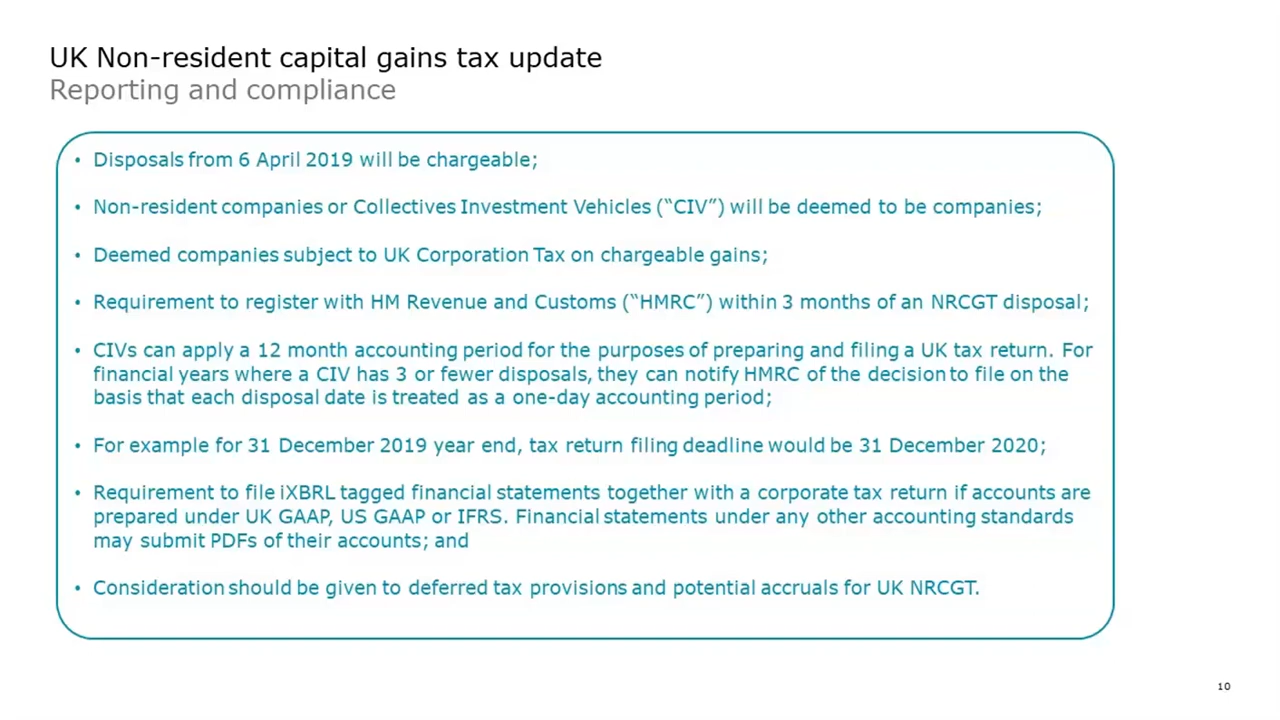 UK Non-resident capital gains tax update
Reporting and compliance
• Disposals from 6 April 2019 will be chargeable;
• Non-resident companies or Collectives Investment Vehicles (“CIV”) will be deemed to be companies;
• Deemed companies subject to UK Corporation Tax on chargeable gains;
• Requirement to register with HM Revenue and Customs (“HMRC”) within 3 months of an NRCGT disposal;
• CIVs can apply a 12 month accounting period for the purposes of preparing and filing a UK tax return. For
financial years where a CIV has 3 or fewer disposals, they can notify HMRC of the decision to file on the
basis that each disposal date is treated as a one-day accounting period;
• For example for 31 December 2019 year end, tax return filing deadline would be 31 December 2020;
• Requirement to file iXBRL tagged financial statements together with a corporate tax return if accounts are
prepared under UK GAAP, US GAAP or IFRS. Financial statements under any other accounting standards
may submit PDFs of their accounts; and
• Consideration should be given to deferred tax provisions and potential accruals for UK NRCGT.
10